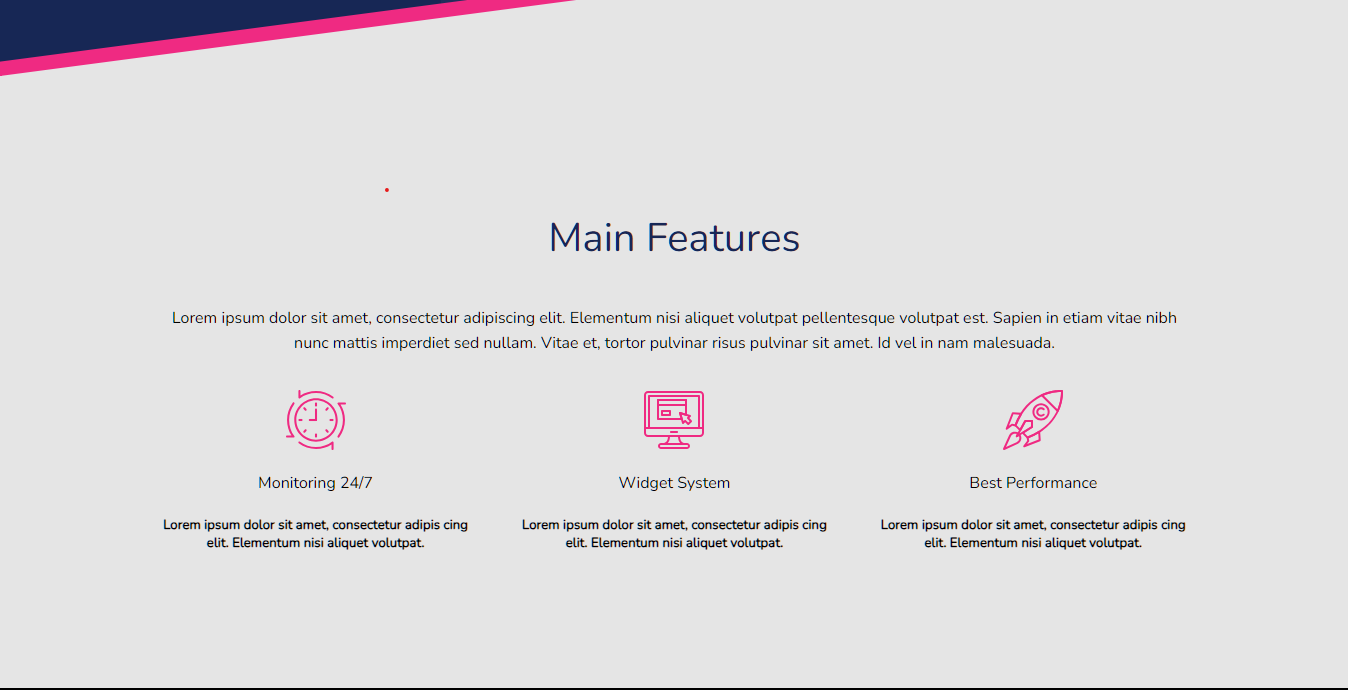 Main Features
Lorem ipsum dolor sit amet, consectetur adipiscing elit. Elementum nisi aliquet volutpat pellentesque volutpat est. Sapien in etiam vitae nibh
nunc mattis imperdiet sed nullam. Vitae et, tortor pulvinar risus pulvinar sit amet. Id vel in nam malesuada.
Monitoring 24/7
Lorem ipsum dolor sit amet, consectetur adipis cing
elit. Elementum nisi aliquet volutpat.
Widget System
Lorem ipsum dolor sit amet, consectetur adipis cing
elit. Elementum nisi aliquet volutpat.
Best Performance
Lorem ipsum dolor sit amet, consectetur adipis cing
elit. Elementum nisi aliquet volutpat.